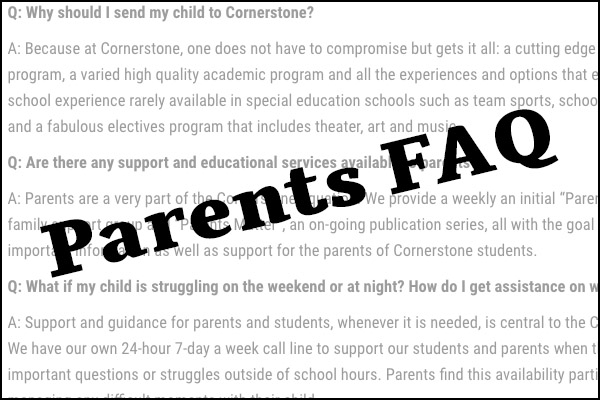 Q: Why should I send my child to Cornerstone?
A: Because at Cornerstone, one does not have to compromise but gets it all: a cutting edge
program, a varied high quality academic program and all the experiences and options that
school experience rarely available in special education schools such as team sports,
and a fabulous electives program that includes theater, art and music.
Q: Are there any support and educational services
A: Parents are a very part of the We provide a weekly an initial
family group an on-going publication series, all with the goal
as well as support for the parents of Cornerstone students.
Parents FAQ
Q: What if my child is struggling on the weekend or at night? How do I get assistance on
A: Support and guidance for parents and students, whenever it is needed, is central to the
We have our own 24-hour 7-day a week call line to support our students and parents when
important questions or struggles outside of school hours. Parents find this availability